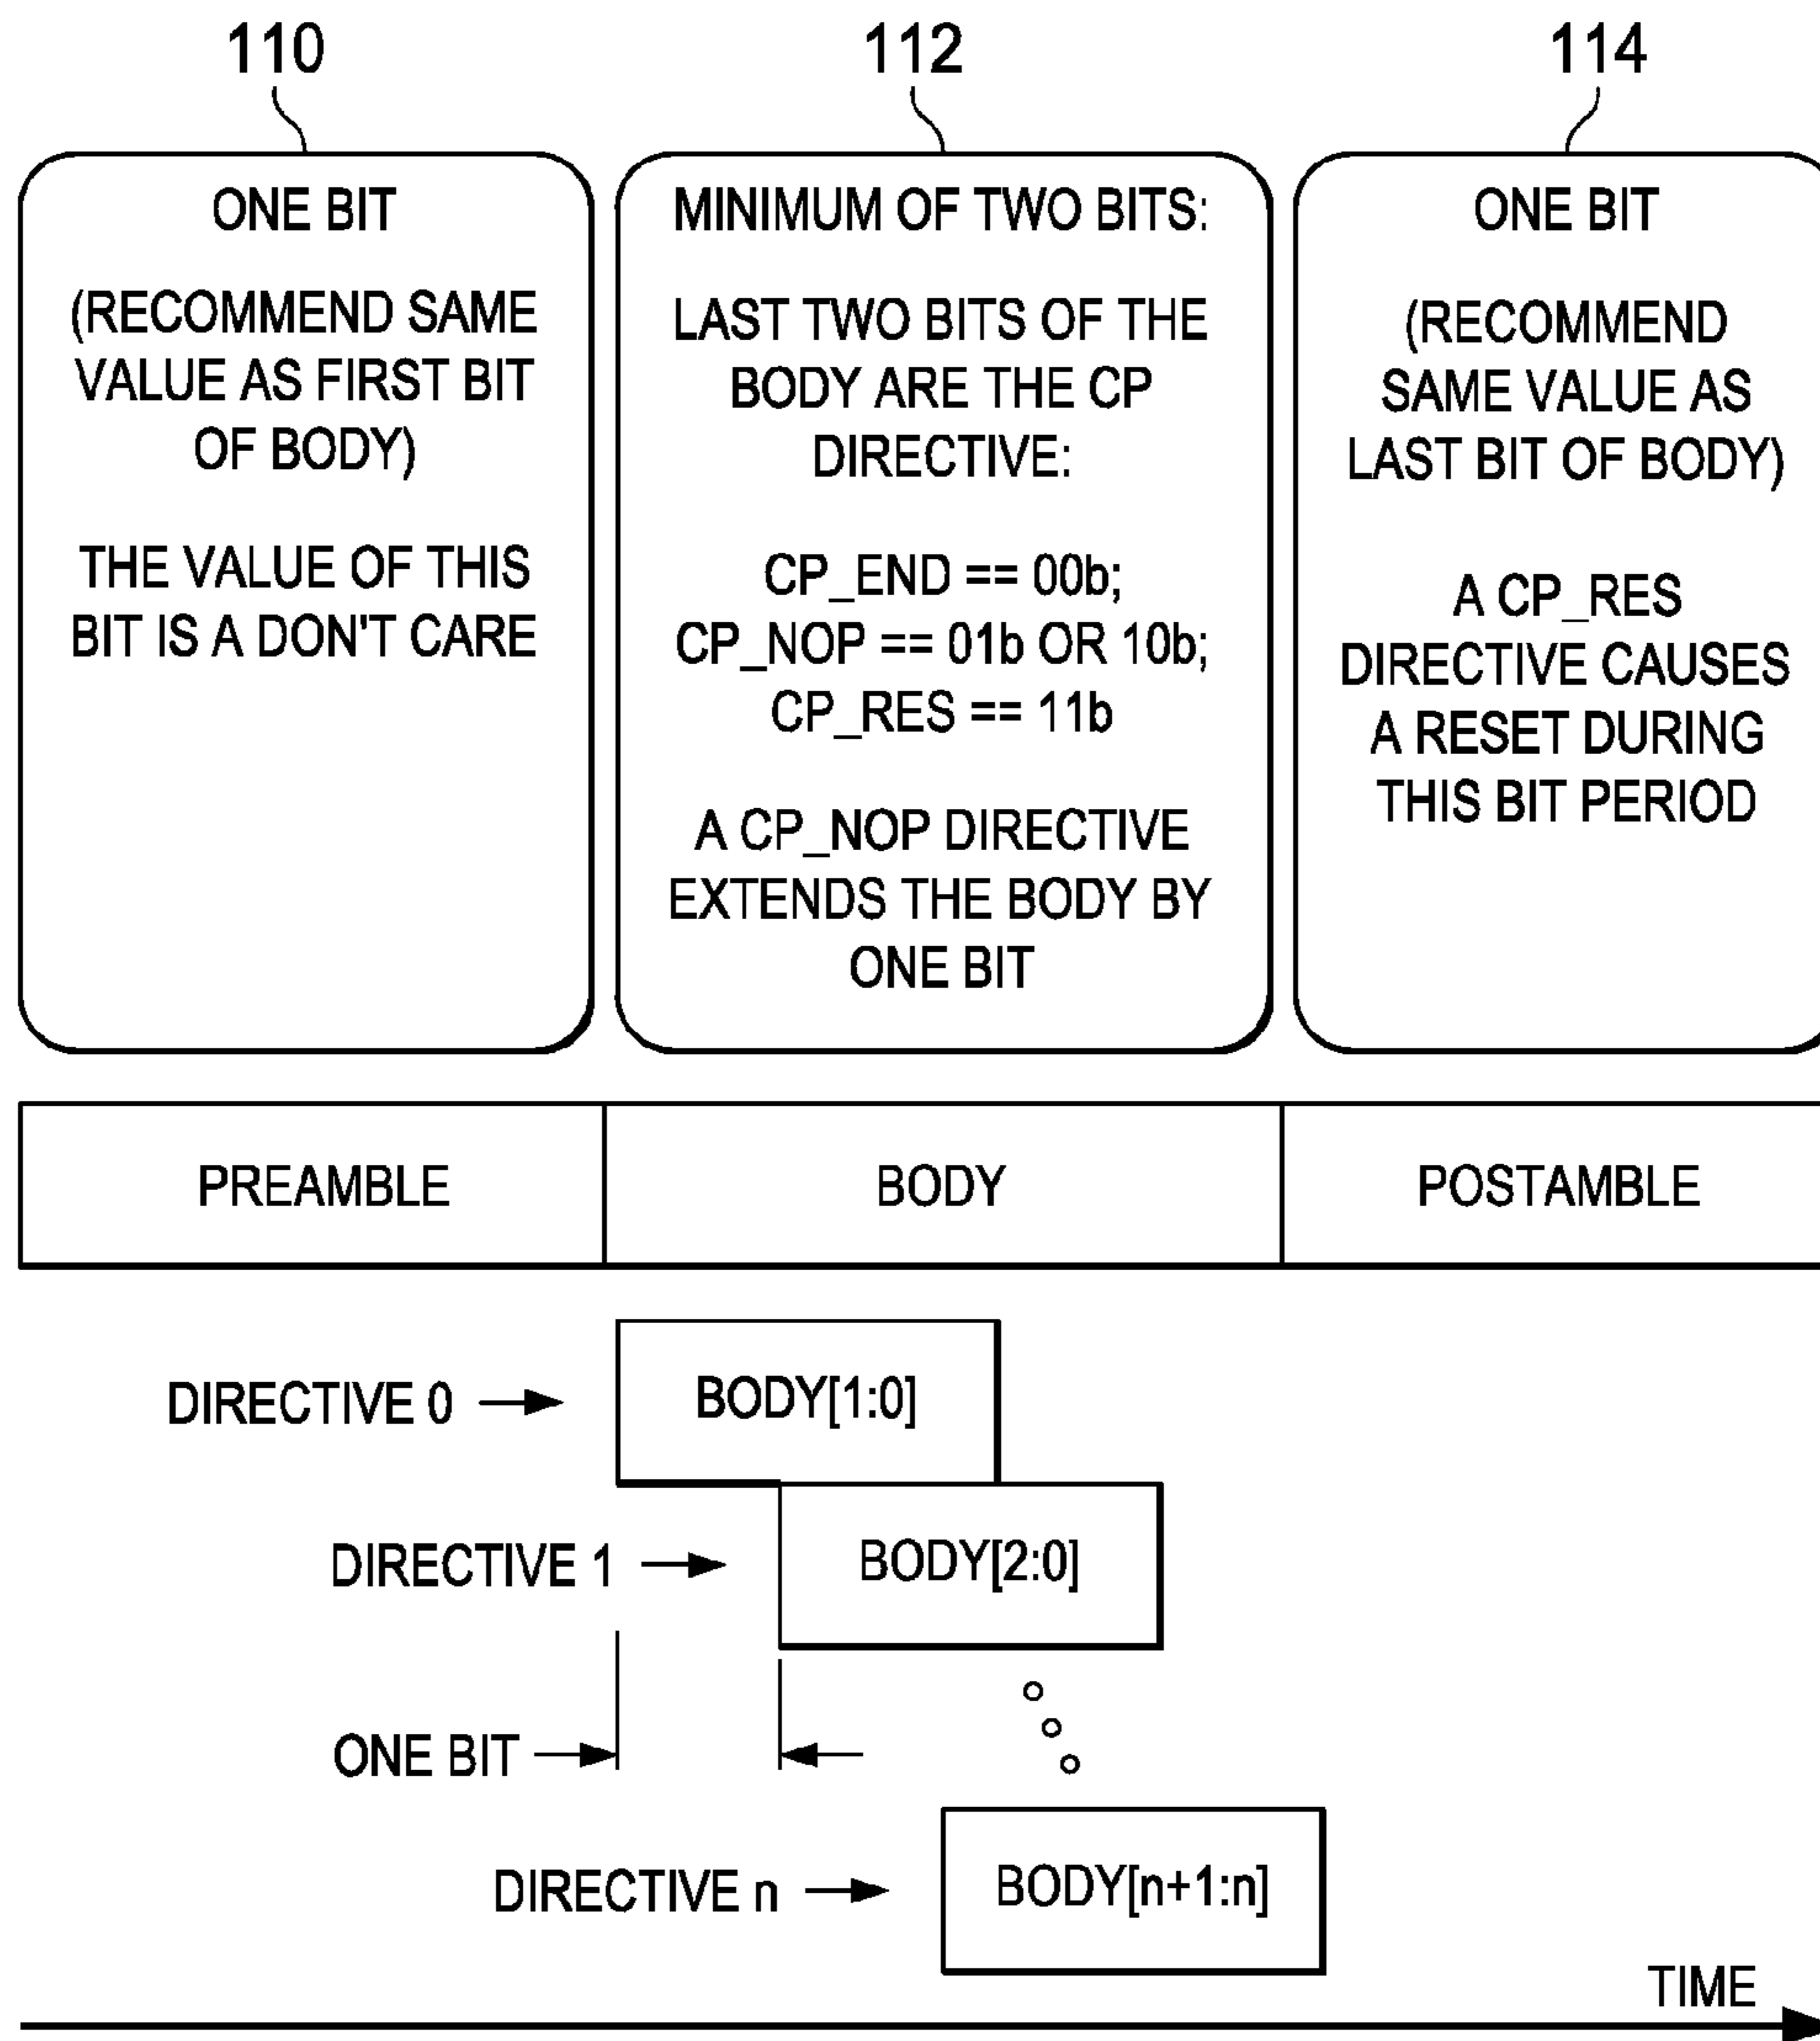 110
112
114
ONE BIT
(RECOMMEND SAME
VALUE AS FIRST BIT
OF BODY)
THE VALUE OF THIS
BIT IS A DON'T CARE
MINIMUM OF TWO BITS:
LAST TWO BITS OF THE
BODY ARE THE CP
DIRECTIVE:
CP_END == 00b;
CP_NOP == 01b OR 10b;
CP_RES == 11b
A CP_NOP DIRECTIVE
EXTENDS THE BODY BY
ONE BIT
ONE BIT
(RECOMMEND
SAME VALUE AS
LAST BIT OF BODY)
A CP_RES
DIRECTIVE CAUSES
A RESET DURING
THIS BIT PERIOD
PREAMBLE
BODY
POSTAMBLE
DIRECTIVE 0
BODY[1:0]
DIRECTIVE 1
BODY[2:0]
ONE BIT
DIRECTIVE n
BODY[n+1:n]
TIME